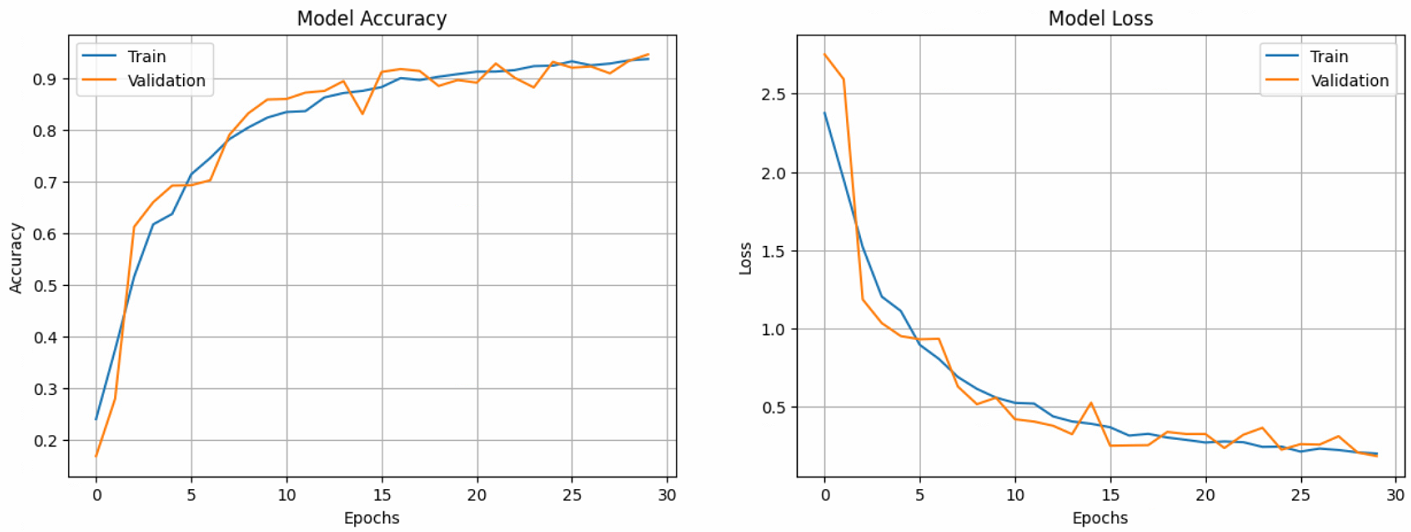 Model Accuracy
Train
Validation
Accuracy
0.9
0.8
0.7
0.6
0.5
0.4
0.3
0.2
0 5 10 15 20 25 30
Epochs
Model Loss
Train
Validation
Loss
2.5
2.0
1.5
1.0
0.5
0 5 10 15 20 25 30
Epochs